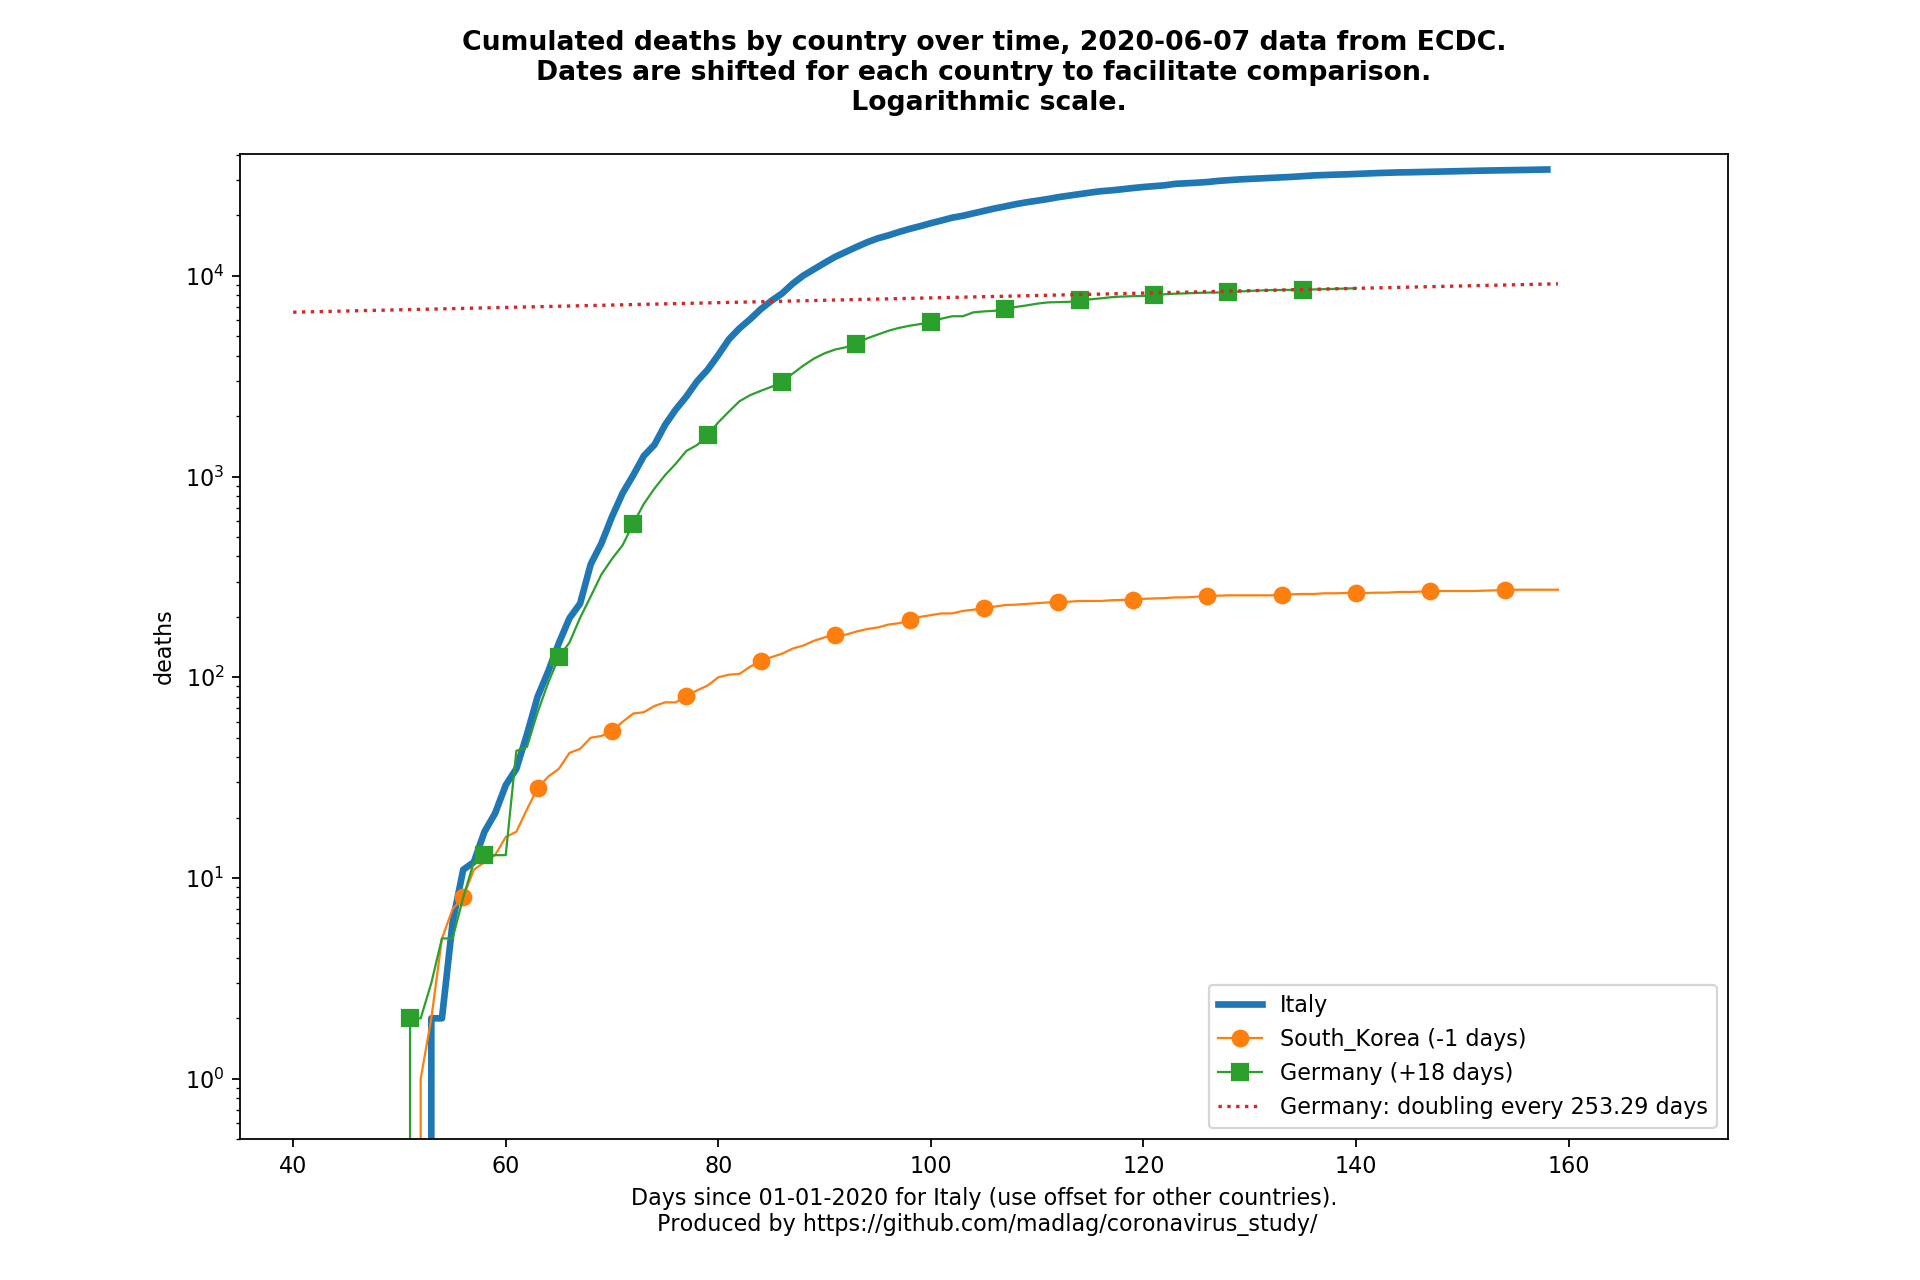 Cumulated deaths by country over time, 2020-06-07 data from ECDC.
Dates are shifted for each country to facilitate comparison.
Logarithmic scale.
deaths
10⁴
10³
10²
10¹
10⁰
40 60 80 100 120 140 160
Italy
South_Korea (-1 days)
Germany (+18 days)
Germany: doubling every 253.29 days
Days since 01-01-2020 for Italy (use offset for other countries).
Produced by https://github.com/madlag/coronavirus_study/